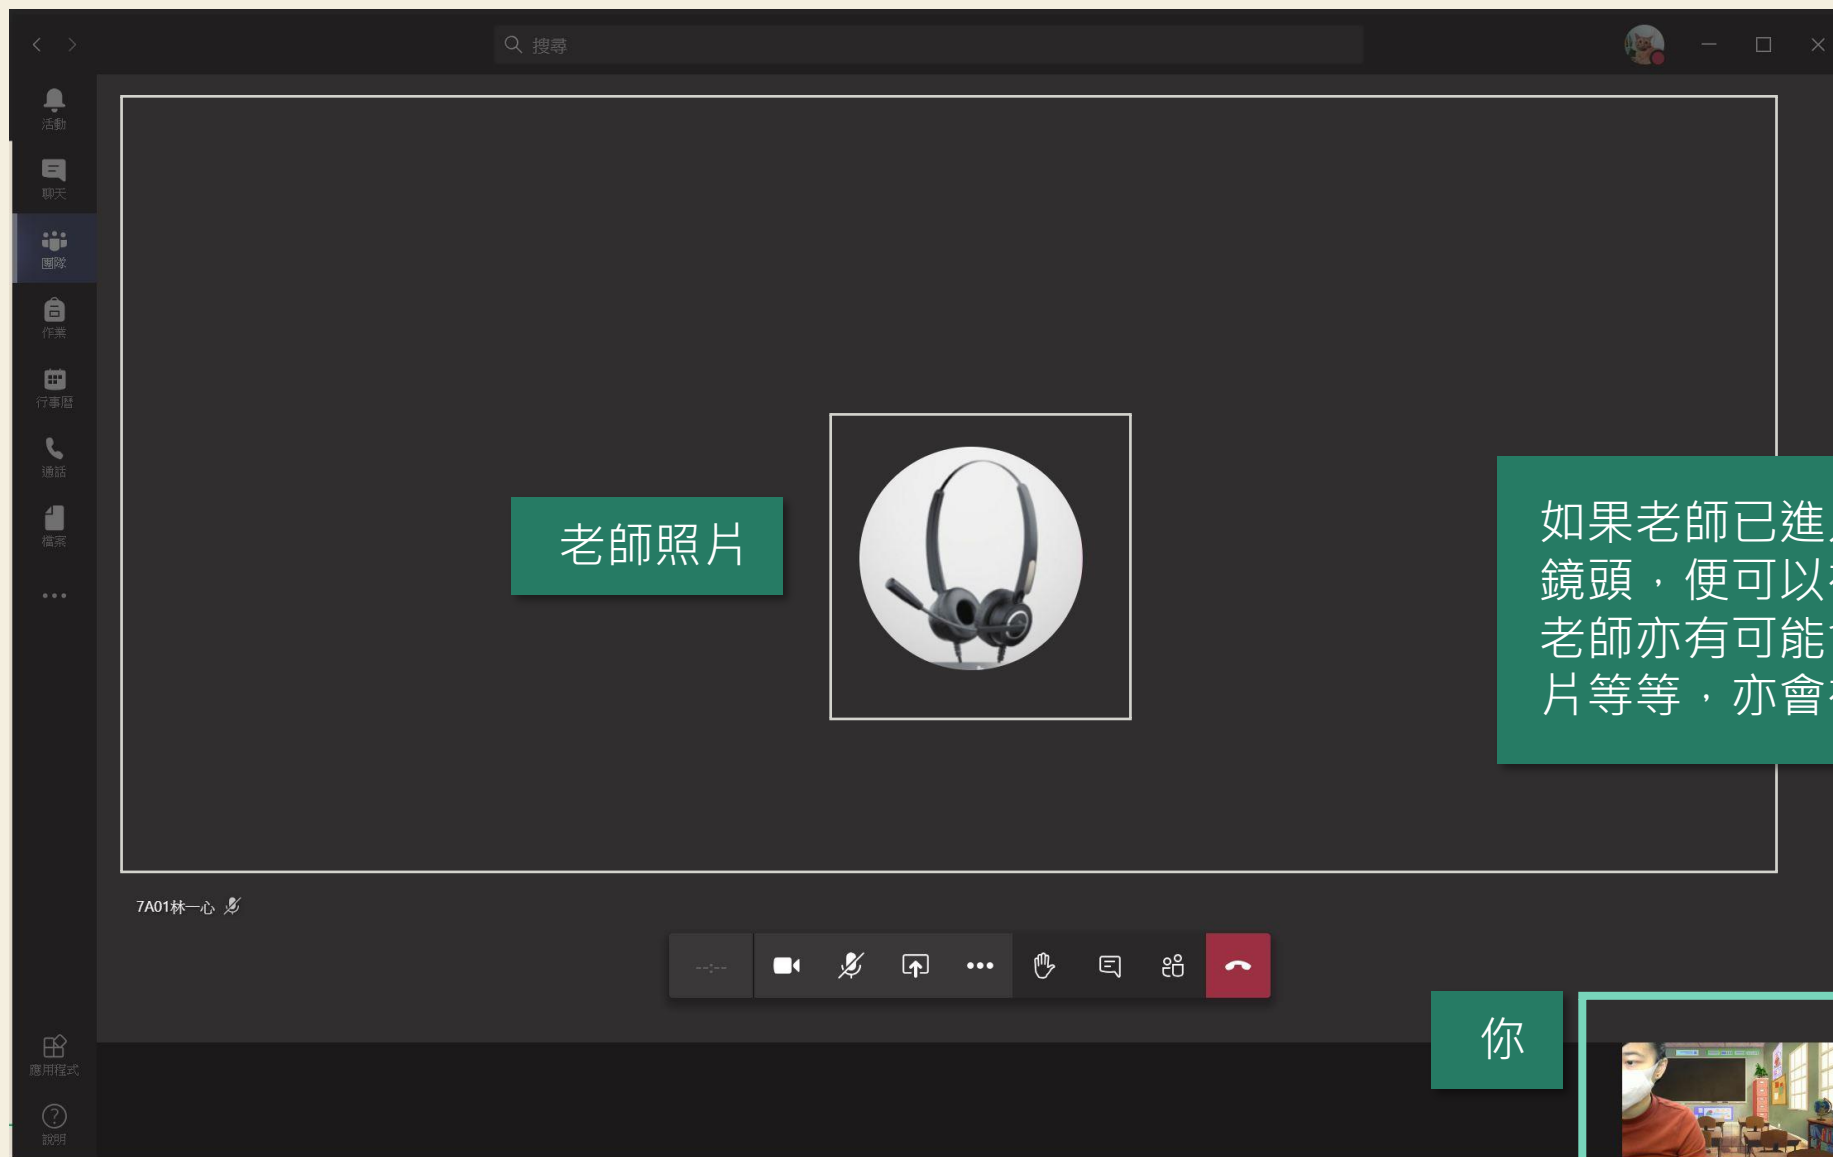 搜尋
活動
聊天
團隊
作業
行事曆
通話
檔案
老師照片
如果老師已進
鏡頭，便可以
老師亦有可能
片等等，亦會
7A01林一心
--:--
你
應用程式
說明